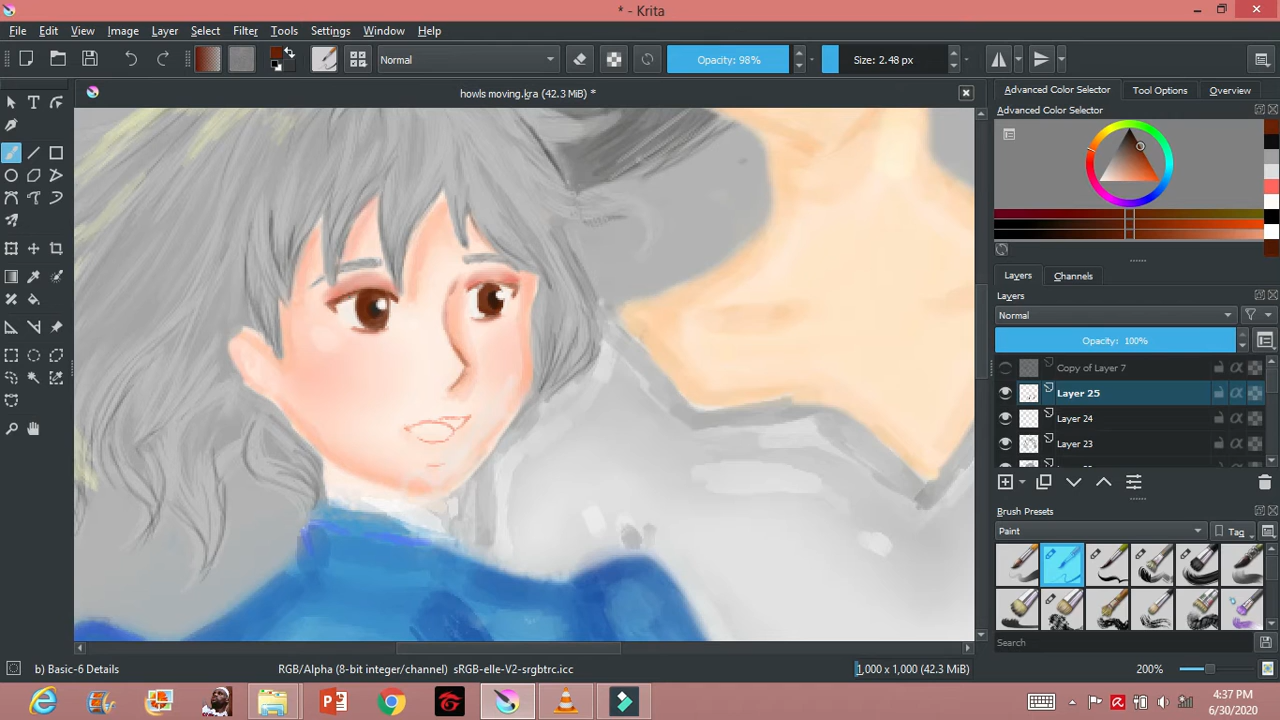 * - Krita
File Edit View Image Layer Select Filter Tools Settings Window Help
Normal Opacity: 98% Size: 2.48 px
howls moving.kra (42.3 MiB) *
Advanced Color Selector Tool Options Overview
Advanced Color Selector
Layers Channels
Layers
Normal
Opacity: 100%
Copy of Layer 7
Layer 25
Layer 24
Layer 23
Brush Presets
Paint Tag
Search
b) Basic-6 Details RGB/Alpha (8-bit integer/channel) sRGB-elle-V2-srgbtrc.icc 1,000 x 1,000 (42.3 MiB) 200%
4:37 PM
6/30/2020